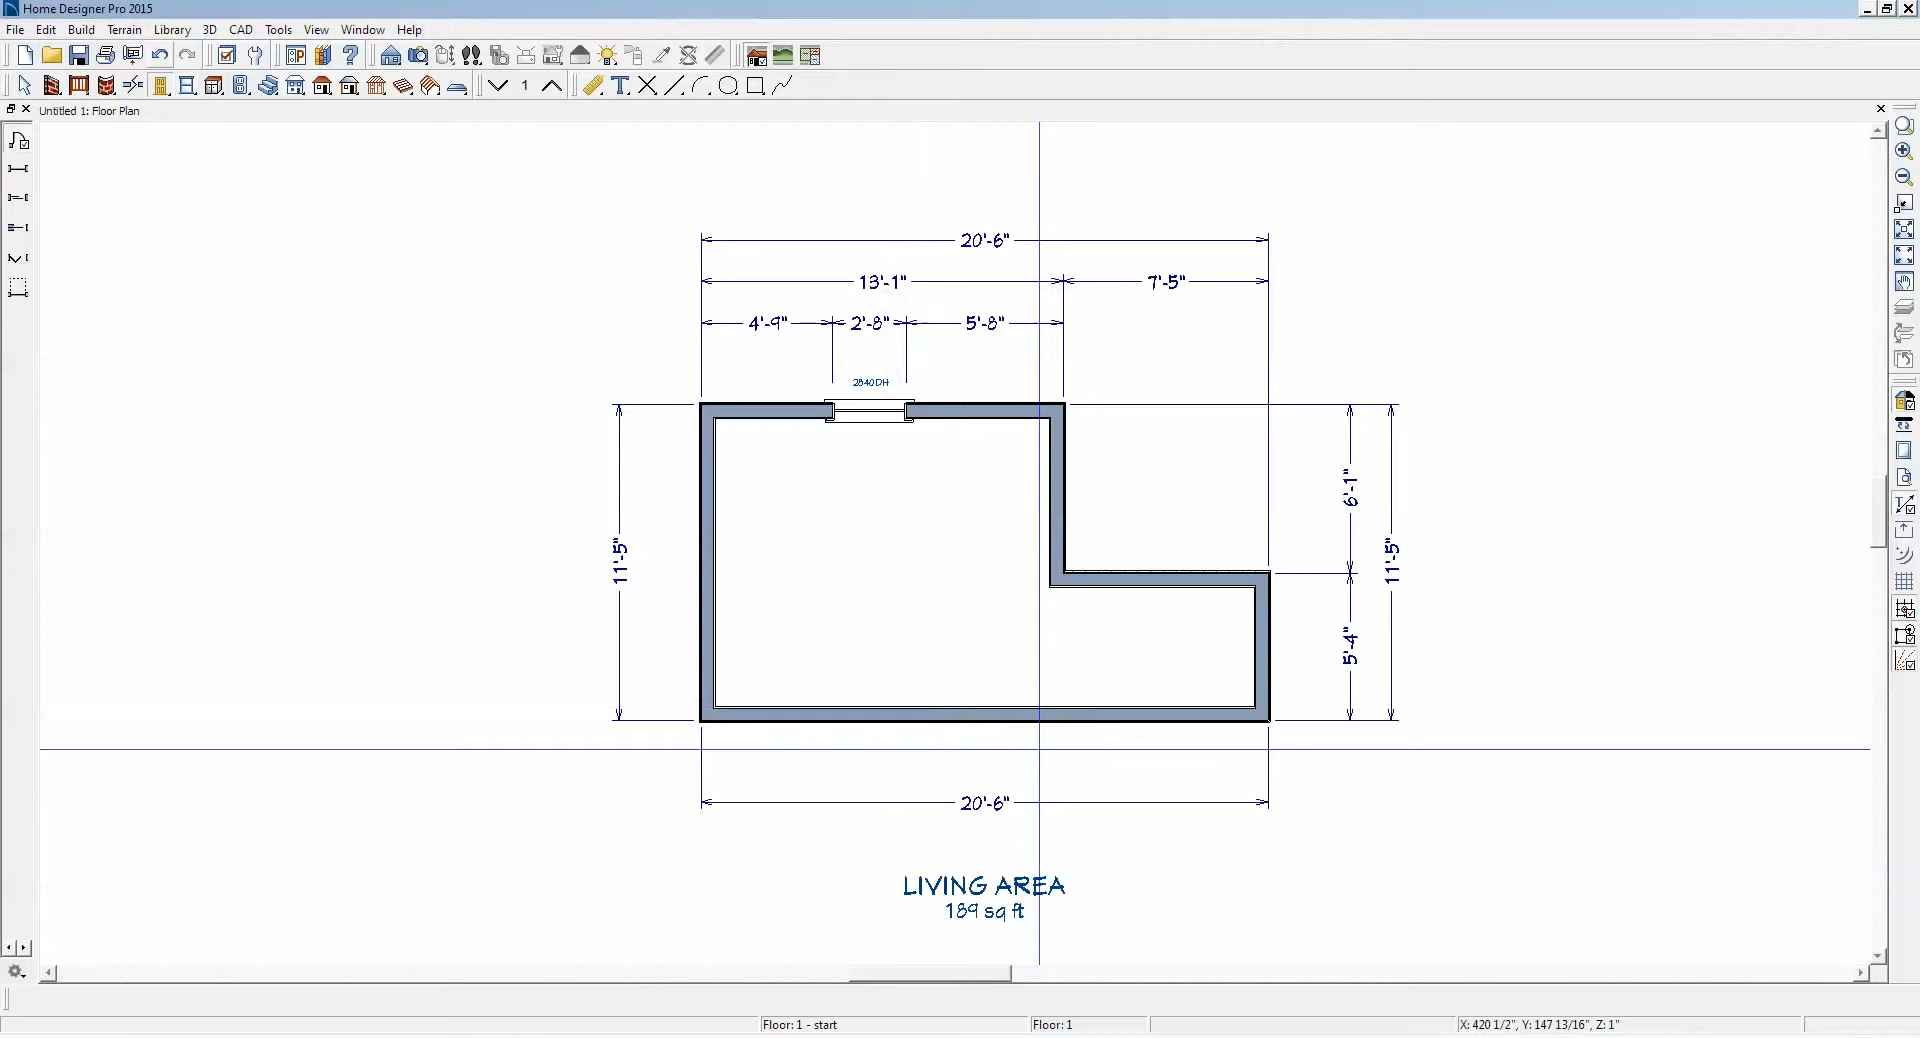 Home Designer Pro 2015
File Edit Build Terrain Library 3D CAD Tools View Window Help
1
Untitled 1: Floor Plan
20'-6"
13'-1" 7'-5"
4'-9" 2'-8" 5'-8"
2840DH
6'-1"
11'-5" 11'-5"
5'-4"
20'-6"
LIVING AREA
189 sq ft
Floor: 1 - start Floor: 1 X: 420 1/2", Y: 147 13/16", Z: 1"